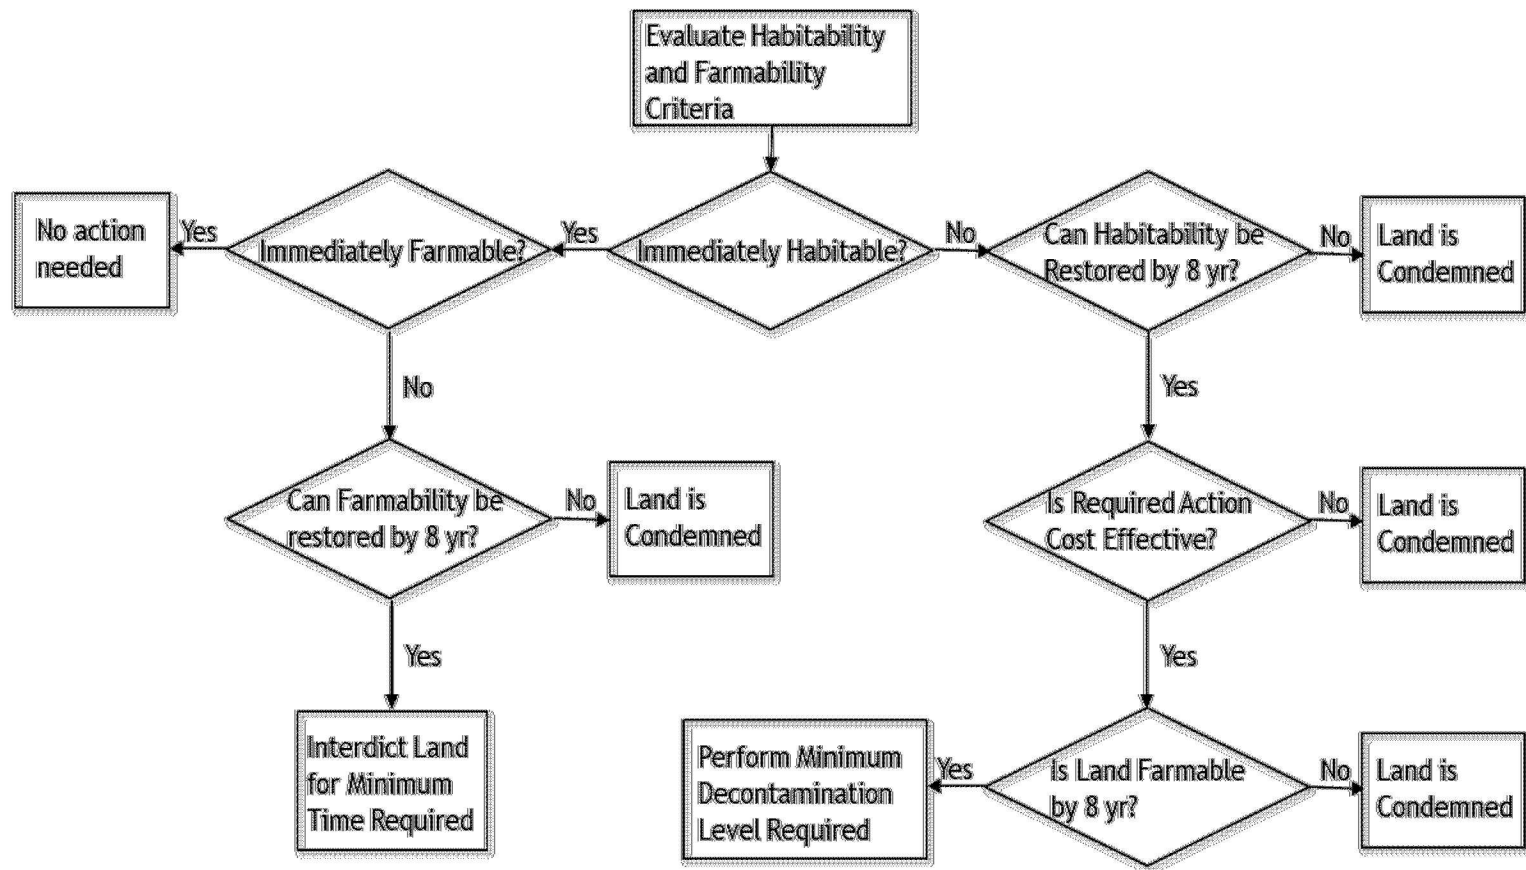 Evaluate Habitability
and Farmability
Criteria
No action
needed
Yes
Immediately Farmable?
Yes
Immediately Habitable?
No
Can Habitability be
Restored by 8 yr?
No
Land is
Condemned
No
Yes
Can Farmability be
restored by 8 yr?
No
Land is
Condemned
Is Required Action
Cost Effective?
No
Land is
Condemned
Yes
Yes
Interdict Land
for Minimum
Time Required
Perform Minimum
Decontamination
Level Required
Yes
Is Land Farmable
by 8 yr?
No
Land is
Condemned